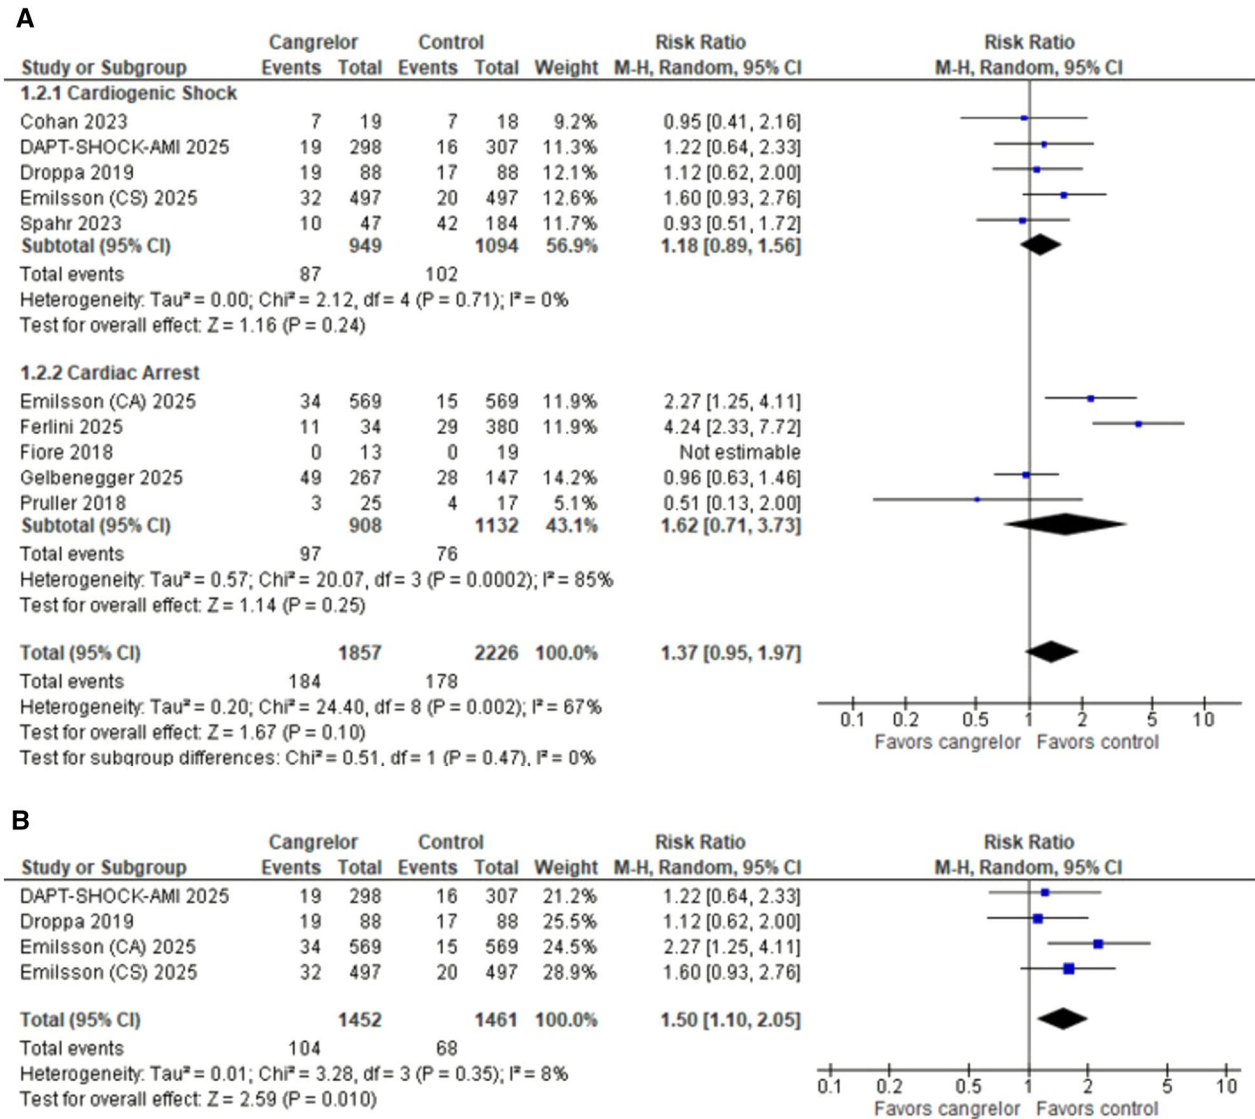 A
Cangrelor Control Risk Ratio Risk Ratio
Study or Subgroup Events Total Events Total Weight M-H, Random, 95% CI M-H, Random, 95% CI
1.2.1 Cardiogenic Shock
Cohan 2023 7 19 7 18 9.2% 0.95 [0.41, 2.16]
DAPT-SHOCK-AMI 2025 19 298 16 307 11.3% 1.22 [0.64, 2.33]
Droppa 2019 19 88 17 88 12.1% 1.12 [0.62, 2.00]
Emilsson (CS) 2025 32 497 20 497 12.6% 1.60 [0.93, 2.76]
Spahr 2023 10 47 42 184 11.7% 0.93 [0.51, 1.72]
Subtotal (95% CI) 949 1094 56.9% 1.18 [0.89, 1.56]
Total events 87 102
Heterogeneity: Tau² = 0.00; Chi² = 2.12, df = 4 (P = 0.71); I² = 0%
Test for overall effect: Z = 1.16 (P = 0.24)
1.2.2 Cardiac Arrest
Emilsson (CA) 2025 34 569 15 569 11.9% 2.27 [1.25, 4.11]
Ferlini 2025 11 34 29 380 11.9% 4.24 [2.33, 7.72]
Fiore 2018 0 13 0 19 Not estimable
Gelbenegger 2025 49 267 28 147 14.2% 0.96 [0.63, 1.46]
Pruller 2018 3 25 4 17 5.1% 0.51 [0.13, 2.00]
Subtotal (95% CI) 908 1132 43.1% 1.62 [0.71, 3.73]
Total events 97 76
Heterogeneity: Tau² = 0.57; Chi² = 20.07, df = 3 (P = 0.0002); I² = 85%
Test for overall effect: Z = 1.14 (P = 0.25)
Total (95% CI) 1857 2226 100.0% 1.37 [0.95, 1.97]
Total events 184 178
Heterogeneity: Tau² = 0.20; Chi² = 24.40, df = 8 (P = 0.002); I² = 67%
Test for overall effect: Z = 1.67 (P = 0.10)
Test for subgroup differences: Chi² = 0.51, df = 1 (P = 0.47), I² = 0%
0.1 0.2 0.5 1 2 5 10
Favors cangrelor Favors control
B
Cangrelor Control Risk Ratio Risk Ratio
Study or Subgroup Events Total Events Total Weight M-H, Random, 95% CI M-H, Random, 95% CI
DAPT-SHOCK-AMI 2025 19 298 16 307 21.2% 1.22 [0.64, 2.33]
Droppa 2019 19 88 17 88 25.5% 1.12 [0.62, 2.00]
Emilsson (CA) 2025 34 569 15 569 24.5% 2.27 [1.25, 4.11]
Emilsson (CS) 2025 32 497 20 497 28.9% 1.60 [0.93, 2.76]
Total (95% CI) 1452 1461 100.0% 1.50 [1.10, 2.05]
Total events 104 68
Heterogeneity: Tau² = 0.01; Chi² = 3.28, df = 3 (P = 0.35); I² = 8%
Test for overall effect: Z = 2.59 (P = 0.010)
0.1 0.2 0.5 1 2 5 10
Favors cangrelor Favors control